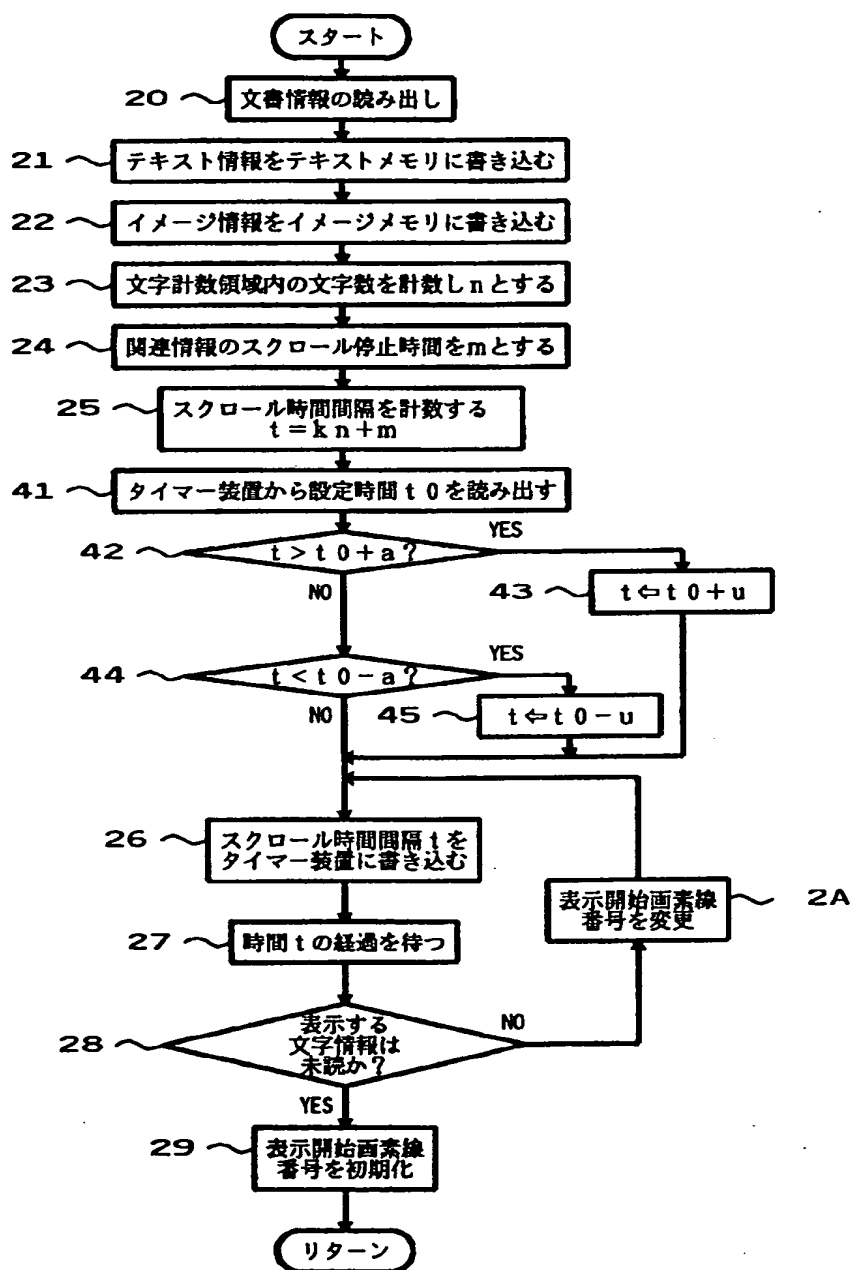 スタート
20
文書情報の読み出し
21
テキスト情報をテキストメモリに書き込む
22
イメージ情報をイメージメモリに書き込む
23
文字計数領域内の文字数を計数しnとする
24
関連情報のスクロール停止時間をmとする
25
スクロール時間間隔を計数する
t=kn+m
41
タイマー装置から設定時間t0を読み出す
42
t>t0+a?
YES
NO
43
t⇦t0+u
44
t<t0-a?
YES
NO
45
t⇦t0-u
26
スクロール時間間隔tを
タイマー装置に書き込む
2A
表示開始画素線
番号を変更
27
時間tの経過を待つ
28
表示する
文字情報は
未読か?
NO
YES
29
表示開始画素線
番号を初期化
リターン